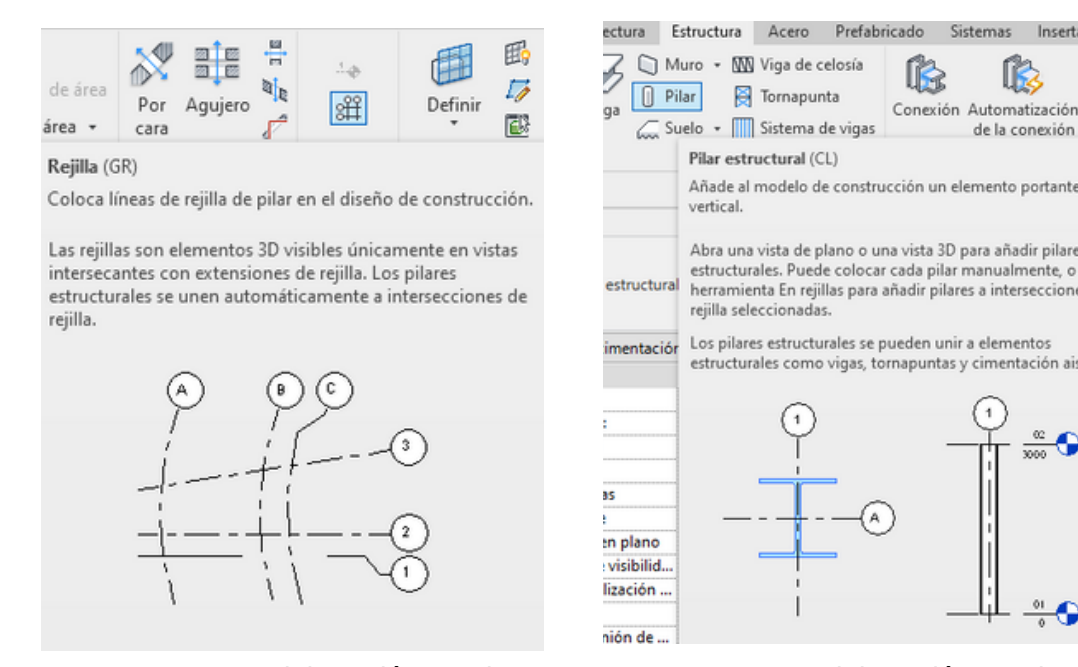 de área
área
Por
cara
Agujero
Definir
Rejilla (GR)
Coloca líneas de rejilla de pilar en el diseño de construcción.
Las rejillas son elementos 3D visibles únicamente en vistas
intersecantes con extensiones de rejilla. Los pilares
estructurales se unen automáticamente a intersecciones de
rejilla.
A
B
C
3
2
1
ectura Estructura Acero Prefabricado Sistemas Inserta
Muro Viga de celosía
ga Pilar Tornapunta
Suelo Sistema de vigas
Conexión Automatización
de la conexión
Pilar estructural (CL)
Añade al modelo de construcción un elemento portante
vertical.
Abra una vista de plano o una vista 3D para añadir pilare
estructurales. Puede colocar cada pilar manualmente, o
herramienta En rejillas para añadir pilares a interseccione
rejilla seleccionadas.
Los pilares estructurales se pueden unir a elementos
estructurales como vigas, tornapuntas y cimentación ais
estructural
imentación
as
en plano
visibilid...
lización ...
nión de ...
1
A
1
02
3000
01
0